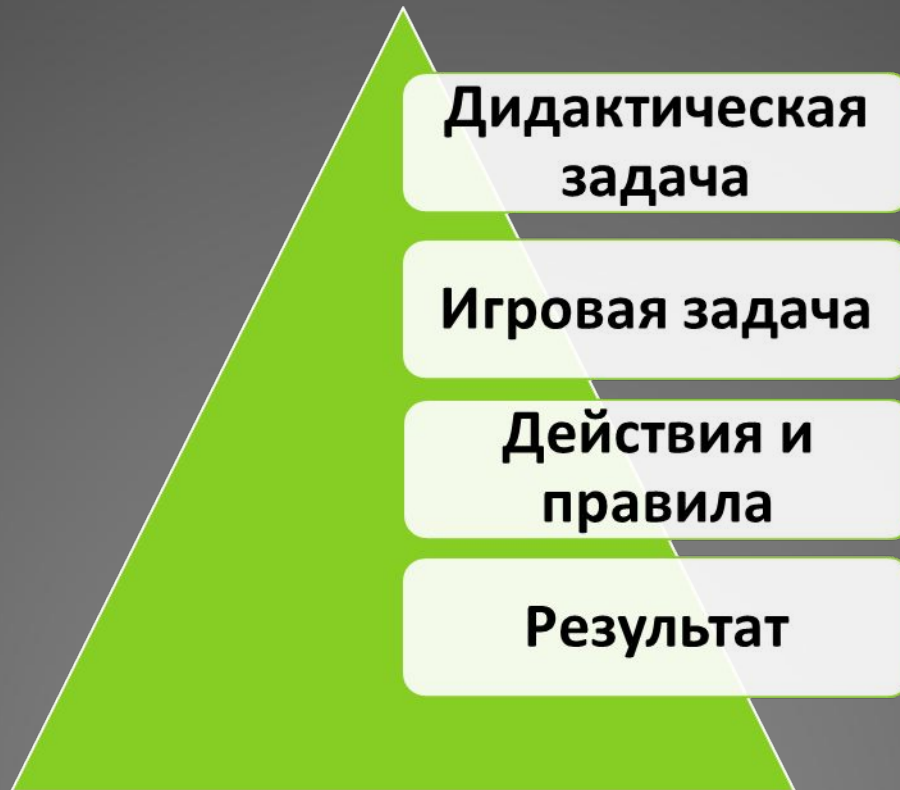 Дидактическая
задача
Игровая задача
Действия и
правила
Результат